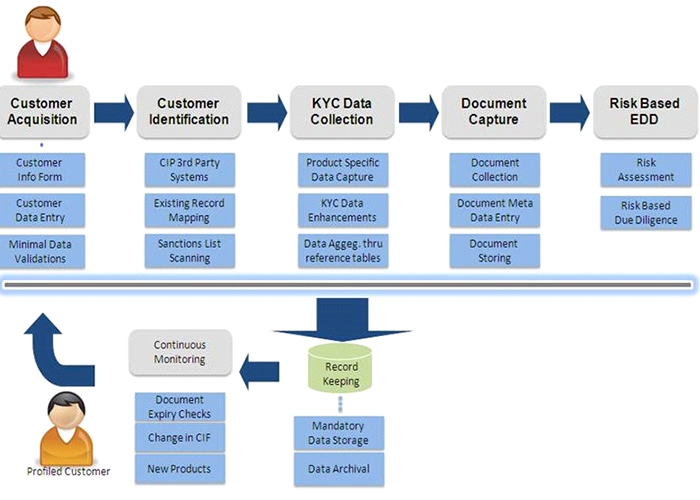 Customer
Acquisition
Customer
Identification
KYC Data
Collection
Document
Capture
Risk Based
EDD
Customer
Info Form
CIP 3rd Party
Systems
Product Specific
Data Capture
Document
Collection
Risk
Assessment
Customer
Data Entry
Existing Record
Mapping
KYC Data
Enhancements
Document Meta
Data Entry
Risk Based
Due Diligence
Minimal Data
Validations
Sanctions List
Scanning
Data Aggeg. thru
reference tables
Document
Storing
Continuous
Monitoring
Record
Keeping
Document
Expiry Checks
Change in CIF
New Products
Mandatory
Data Storage
Data Archival
Profiled Customer